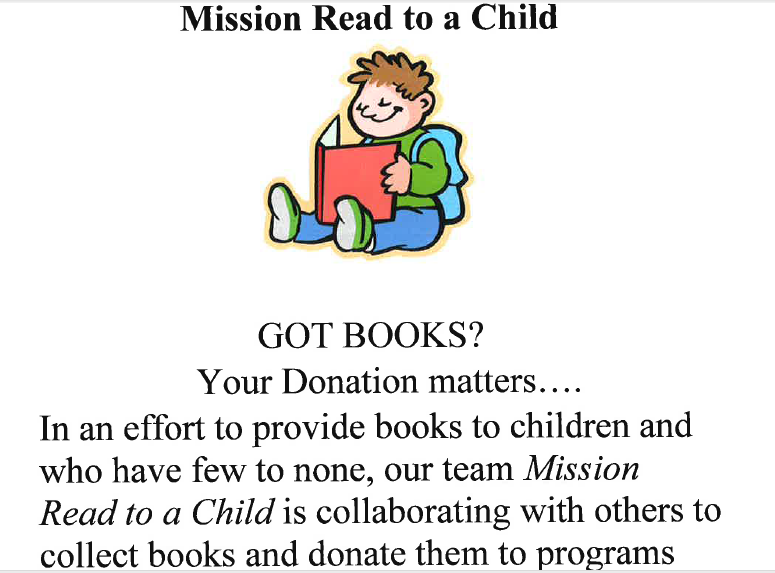 Mission Read to a Child
GOT BOOKS?
Your Donation matters….
In an effort to provide books to children and
who have few to none, our team Mission
Read to a Child is collaborating with others to
collect books and donate them to programs